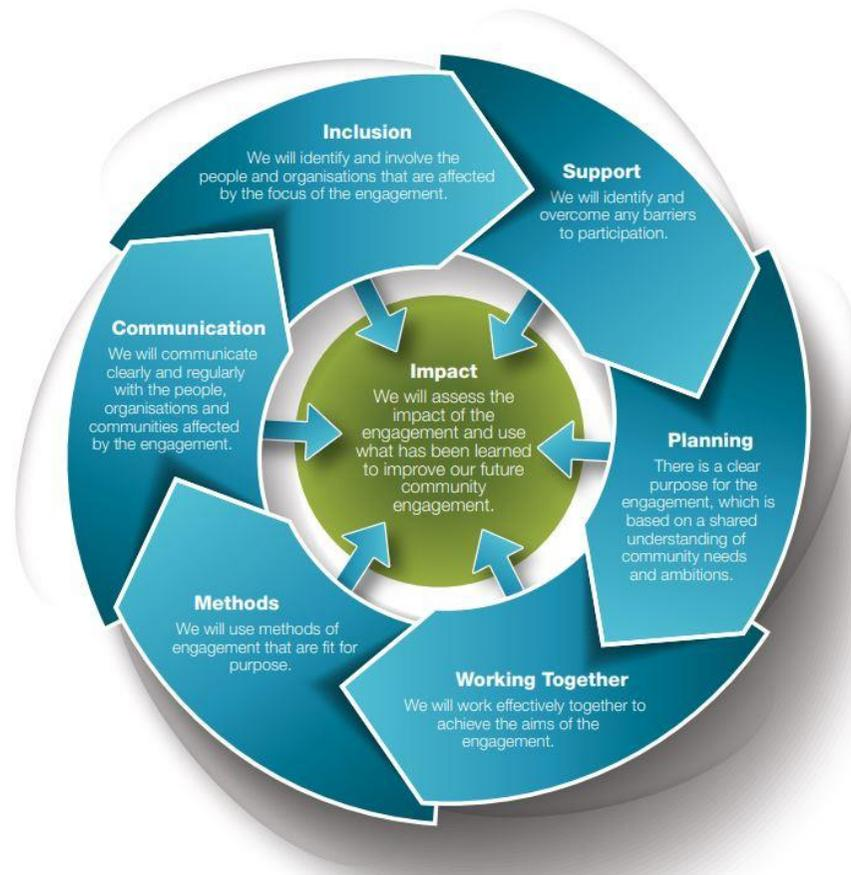 Inclusion
We will identify and involve the
people and organisations that are affected
by the focus of the engagement.
Support
We will identify and
overcome any barriers
to participation.
Planning
There is a clear
purpose for the
engagement, which is
based on a shared
understanding of
community needs
and ambitions.
Working Together
We will work effectively together to
achieve the aims of the
engagement.
Methods
We will use methods of
engagement that are fit for
purpose.
Communication
We will communicate
clearly and regularly
with the people,
organisations and
communities affected
by the engagement.
Impact
We will assess the
impact of the
engagement and use
what has been learned
to improve our future
community
engagement.